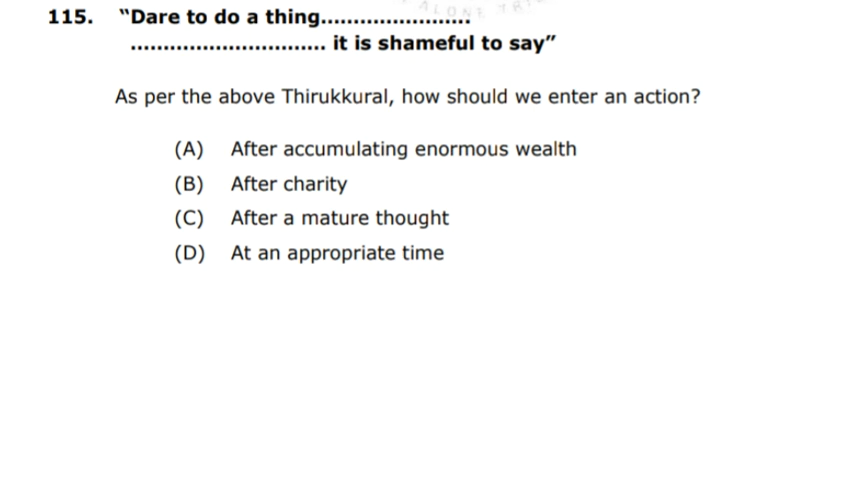 115. “Dare to do a thing.......................
.............................. it is shameful to say”
As per the above Thirukkural, how should we enter an action?
(A) After accumulating enormous wealth
(B) After charity
(C) After a mature thought
(D) At an appropriate time